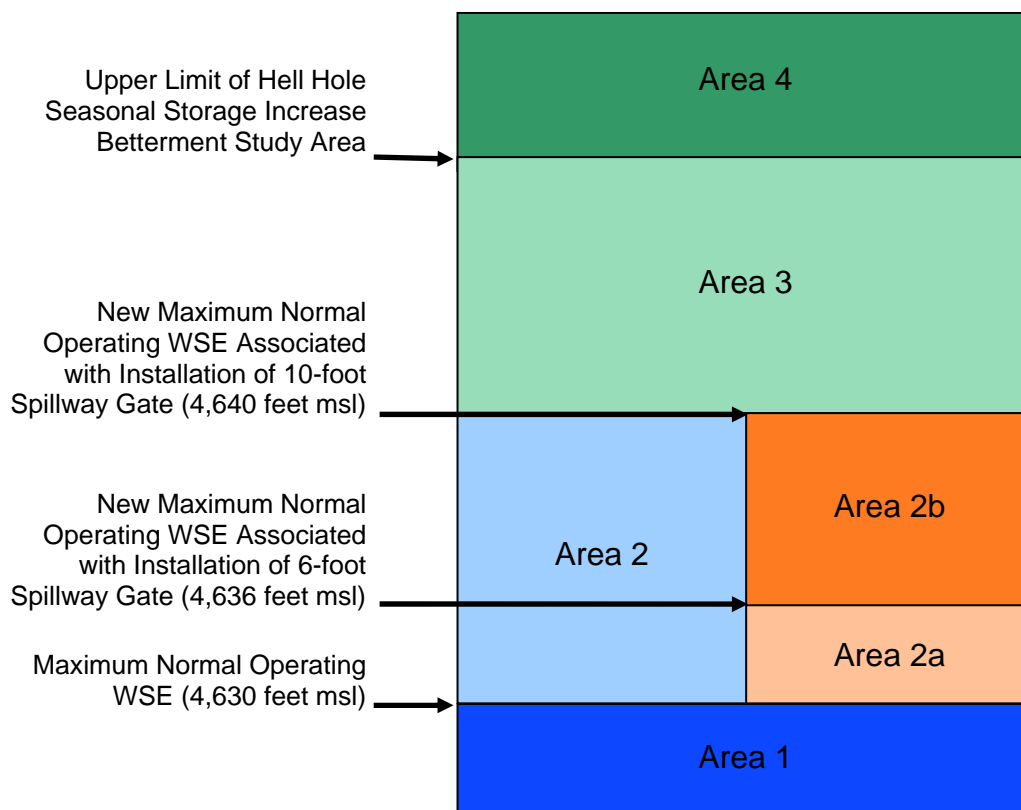 Area 4
Upper Limit of Hell Hole
Seasonal Storage Increase
Betterment Study Area
Area 3
New Maximum Normal
Operating WSE Associated
with Installation of 10-foot
Spillway Gate (4,640 feet msl)
Area 2b
New Maximum Normal
Operating WSE Associated
with Installation of 6-foot
Spillway Gate (4,636 feet msl)
Area 2
Area 2a
Maximum Normal Operating
WSE (4,630 feet msl)
Area 1